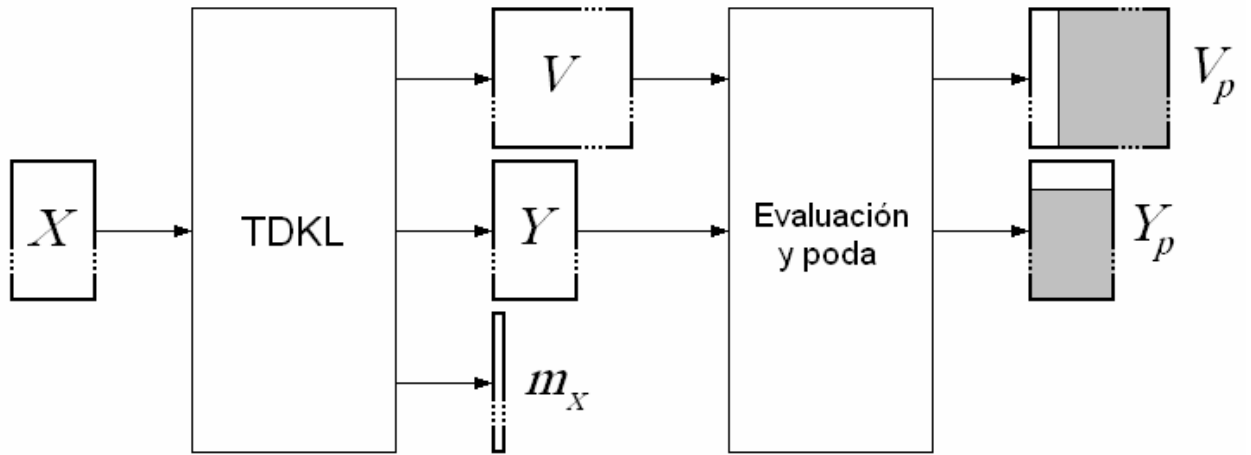 V
V_p
X
TDKL
Y
Evaluación
y poda
Y_p
m_x